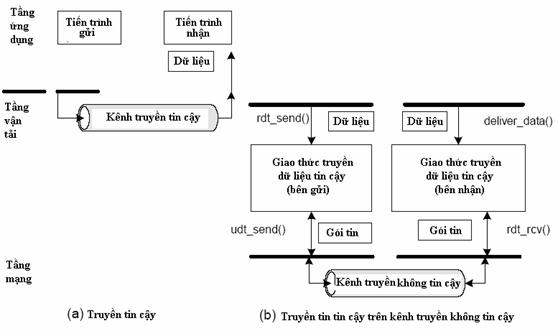 Tầng
ứng
dụng
Tiến trình
gửi
Tiến trình
nhận
Dữ liệu
Tầng
vận
tải
Kênh truyền tin cậy
rdt_send()
Dữ liệu
Dữ liệu
deliver_data()
Giao thức truyền
dữ liệu tin cậy
(bên gửi)
Giao thức truyền
dữ liệu tin cậy
(bên nhận)
udt_send()
Gói tin
Gói tin
rdt_rcv()
Tầng
mạng
Kênh truyền không tin cậy
(a) Truyền tin cậy
(b) Truyền tin tin cậy trên kênh truyền không tin cậy